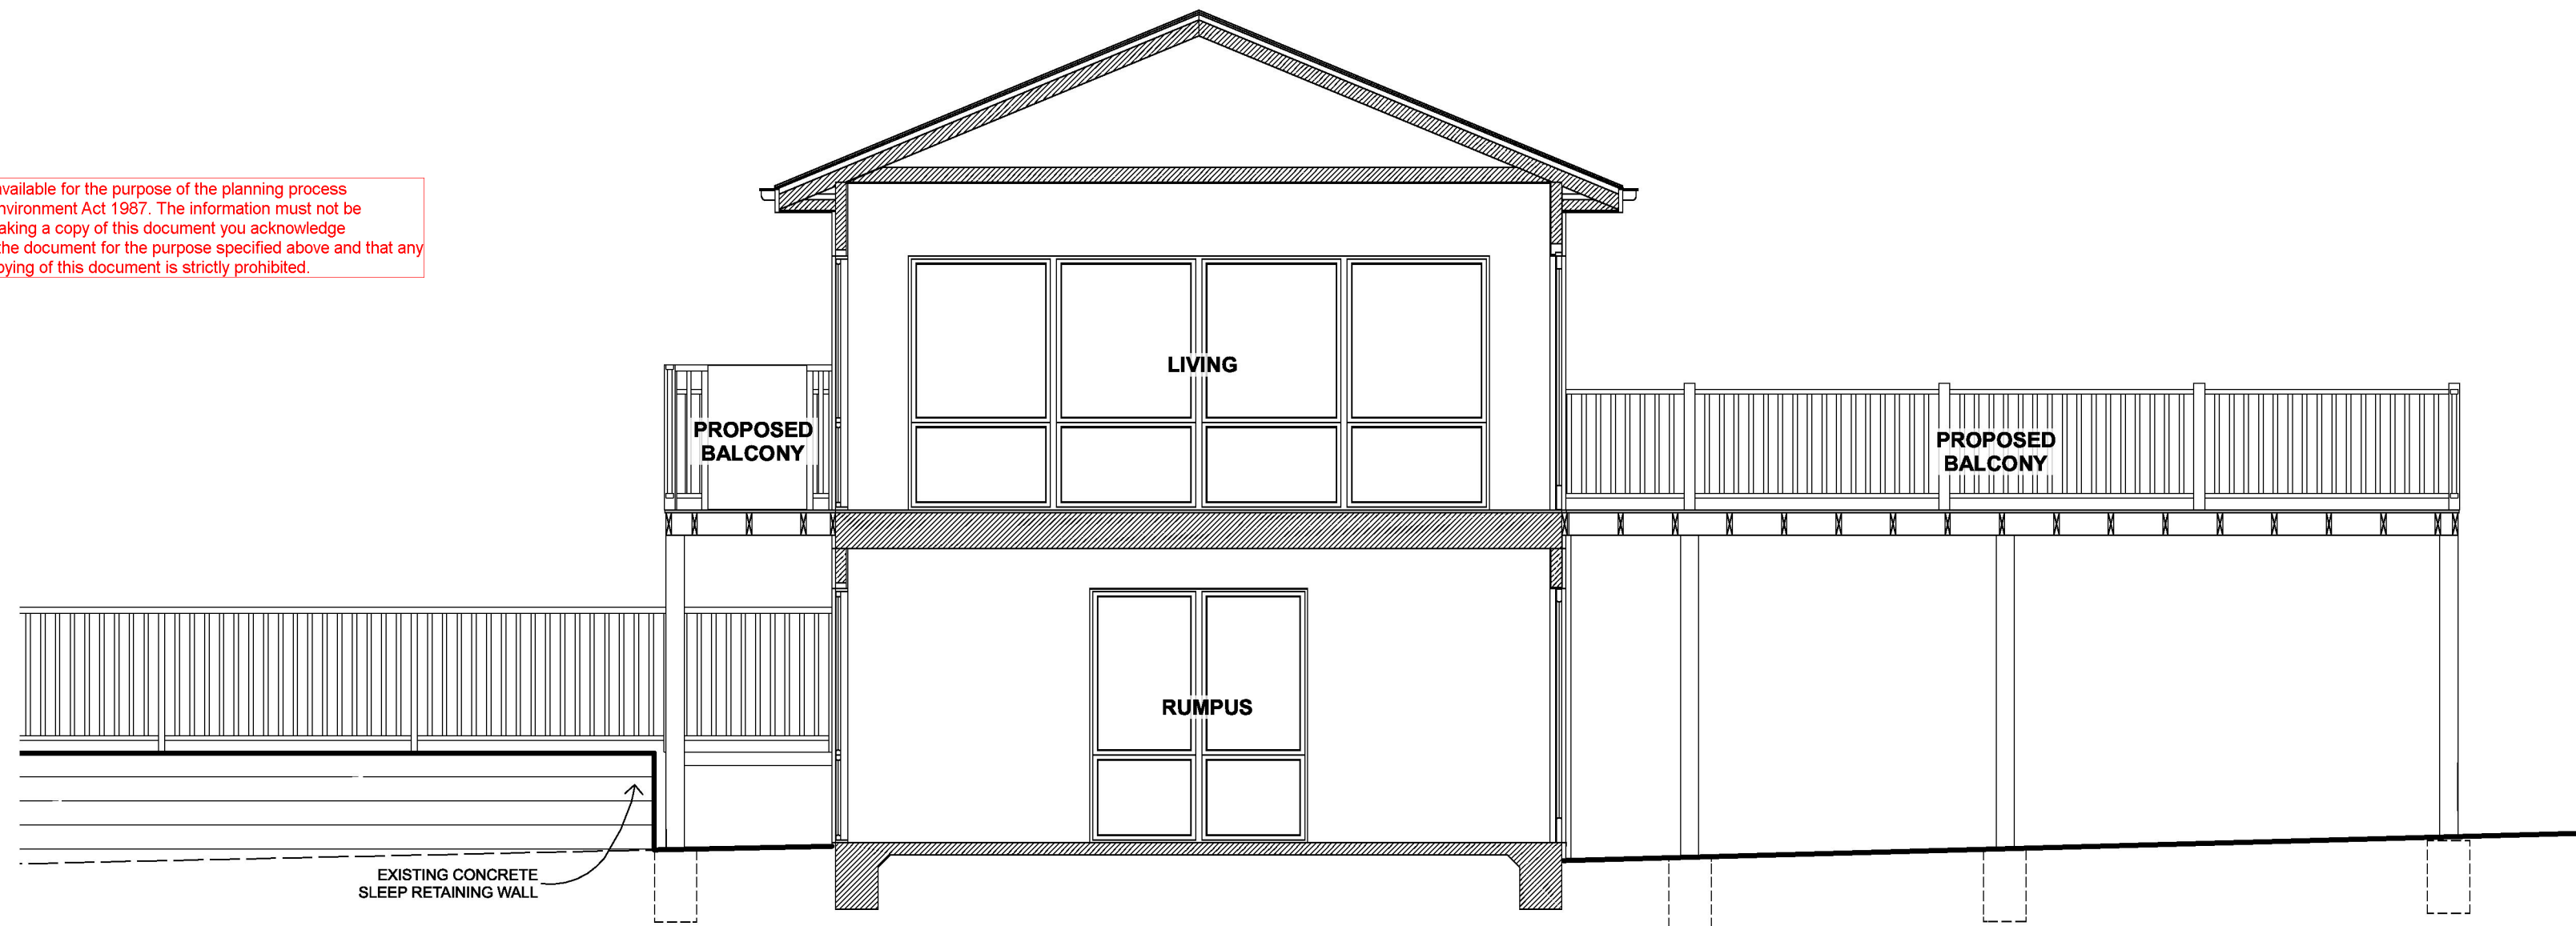 available for the purpose of the planning process
nvironment Act 1987. The information must not be
aking a copy of this document you acknowledge
the document for the purpose specified above and that any
pying of this document is strictly prohibited.
LIVING
PROPOSED
BALCONY
PROPOSED
BALCONY
RUMPUS
EXISTING CONCRETE
SLEEP RETAINING WALL